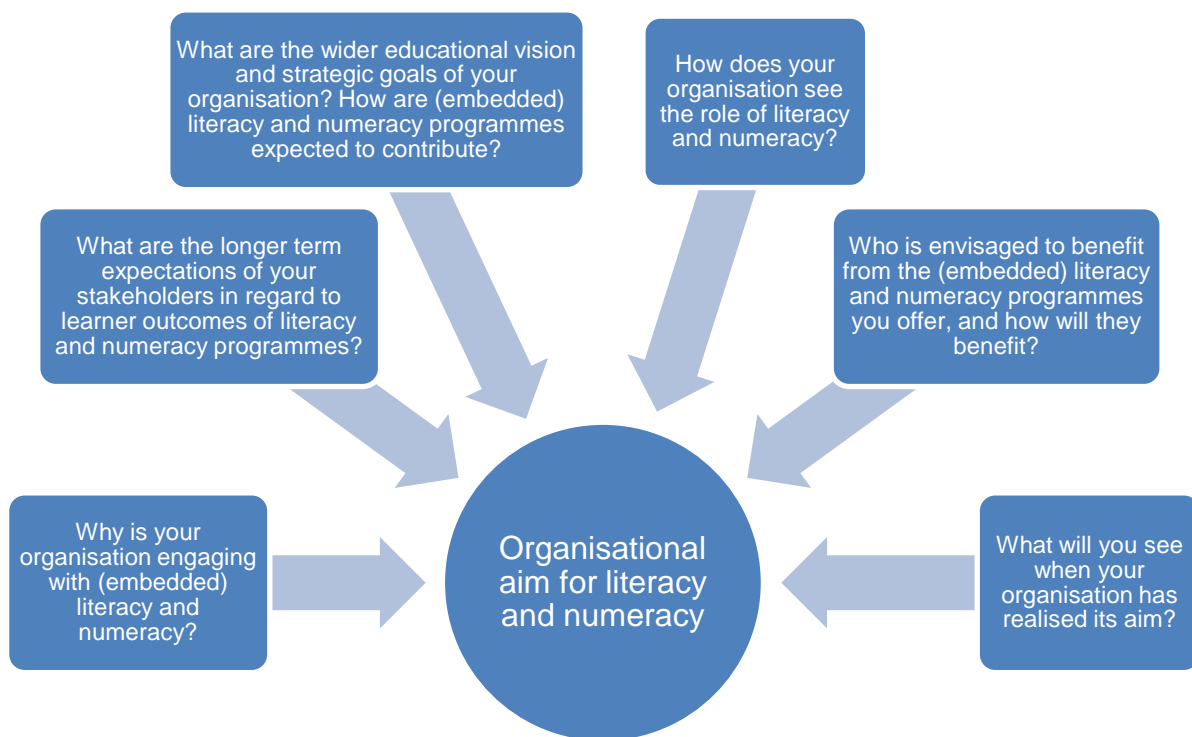 What are the wider educational vision
and strategic goals of your
organisation? How are (embedded)
literacy and numeracy programmes
expected to contribute?
How does your
organisation see
the role of literacy
and numeracy?
What are the longer term
expectations of your
stakeholders in regard to
learner outcomes of literacy
and numeracy programmes?
Who is envisaged to benefit
from the (embedded) literacy
and numeracy programmes
you offer, and how will they
benefit?
Why is your
organisation engaging
with (embedded)
literacy and
numeracy?
Organisational
aim for literacy
and numeracy
What will you see
when your
organisation has
realised its aim?